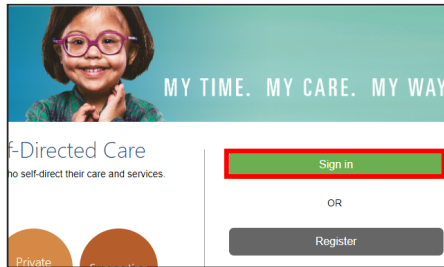 MY TIME. MY CARE. MY WAY
f-Directed Care
ho self-direct their care and services.
Sign in
OR
Register
Private